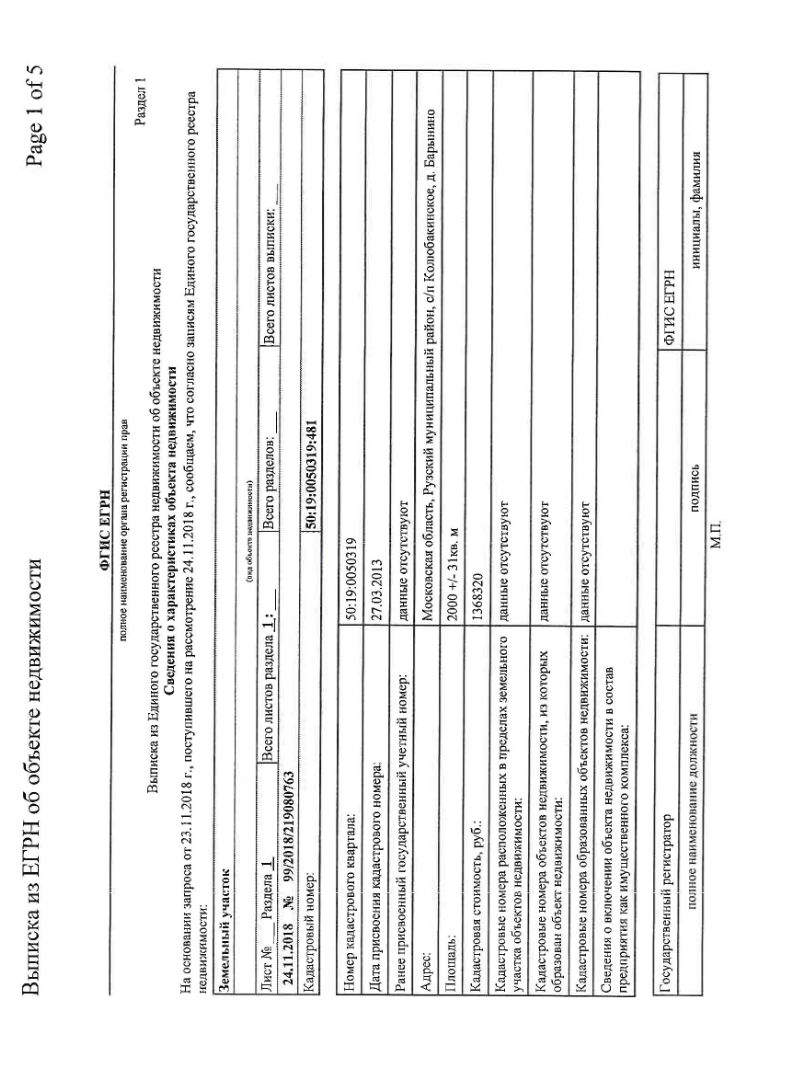 Выписка из ЕГРН об объекте недвижимости
Page 1 of 5
ФГИС ЕГРН
полное наименование органа регистрации прав
Раздел 1
Выписка из Единого государственного реестра недвижимости об объекте недвижимости
Сведения о характеристиках объекта недвижимости
На основании запроса от 23.11.2018 г., поступившего на рассмотрение 24.11.2018 г., сообщаем, что согласно записям Единого государственного реестра
недвижимости:
Земельный участок
(вид объекта недвижимости)
Лист № ___ Раздела 1
Всего листов раздела 1 : ___
Всего разделов: ___
Всего листов выписки: ___
24.11.2018 № 99/2018/219080763
Кадастровый номер:
50:19:0050319:481
Номер кадастрового квартала:
50:19:0050319
Дата присвоения кадастрового номера:
27.03.2013
Ранее присвоенный государственный учетный номер:
данные отсутствуют
Адрес:
Московская область, Рузский муниципальный район, с/п Колюбакинское, д. Барынино
Площадь:
2000 +/- 31кв. м
Кадастровая стоимость, руб.:
1368320
Кадастровые номера расположенных в пределах земельного
участка объектов недвижимости:
данные отсутствуют
Кадастровые номера объектов недвижимости, из которых
образован объект недвижимости:
данные отсутствуют
Кадастровые номера образованных объектов недвижимости:
данные отсутствуют
Сведения о включении объекта недвижимости в состав
предприятия как имущественного комплекса:
Государственный регистратор
ФГИС ЕГРН
полное наименование должности
подпись
инициалы, фамилия
М.П.